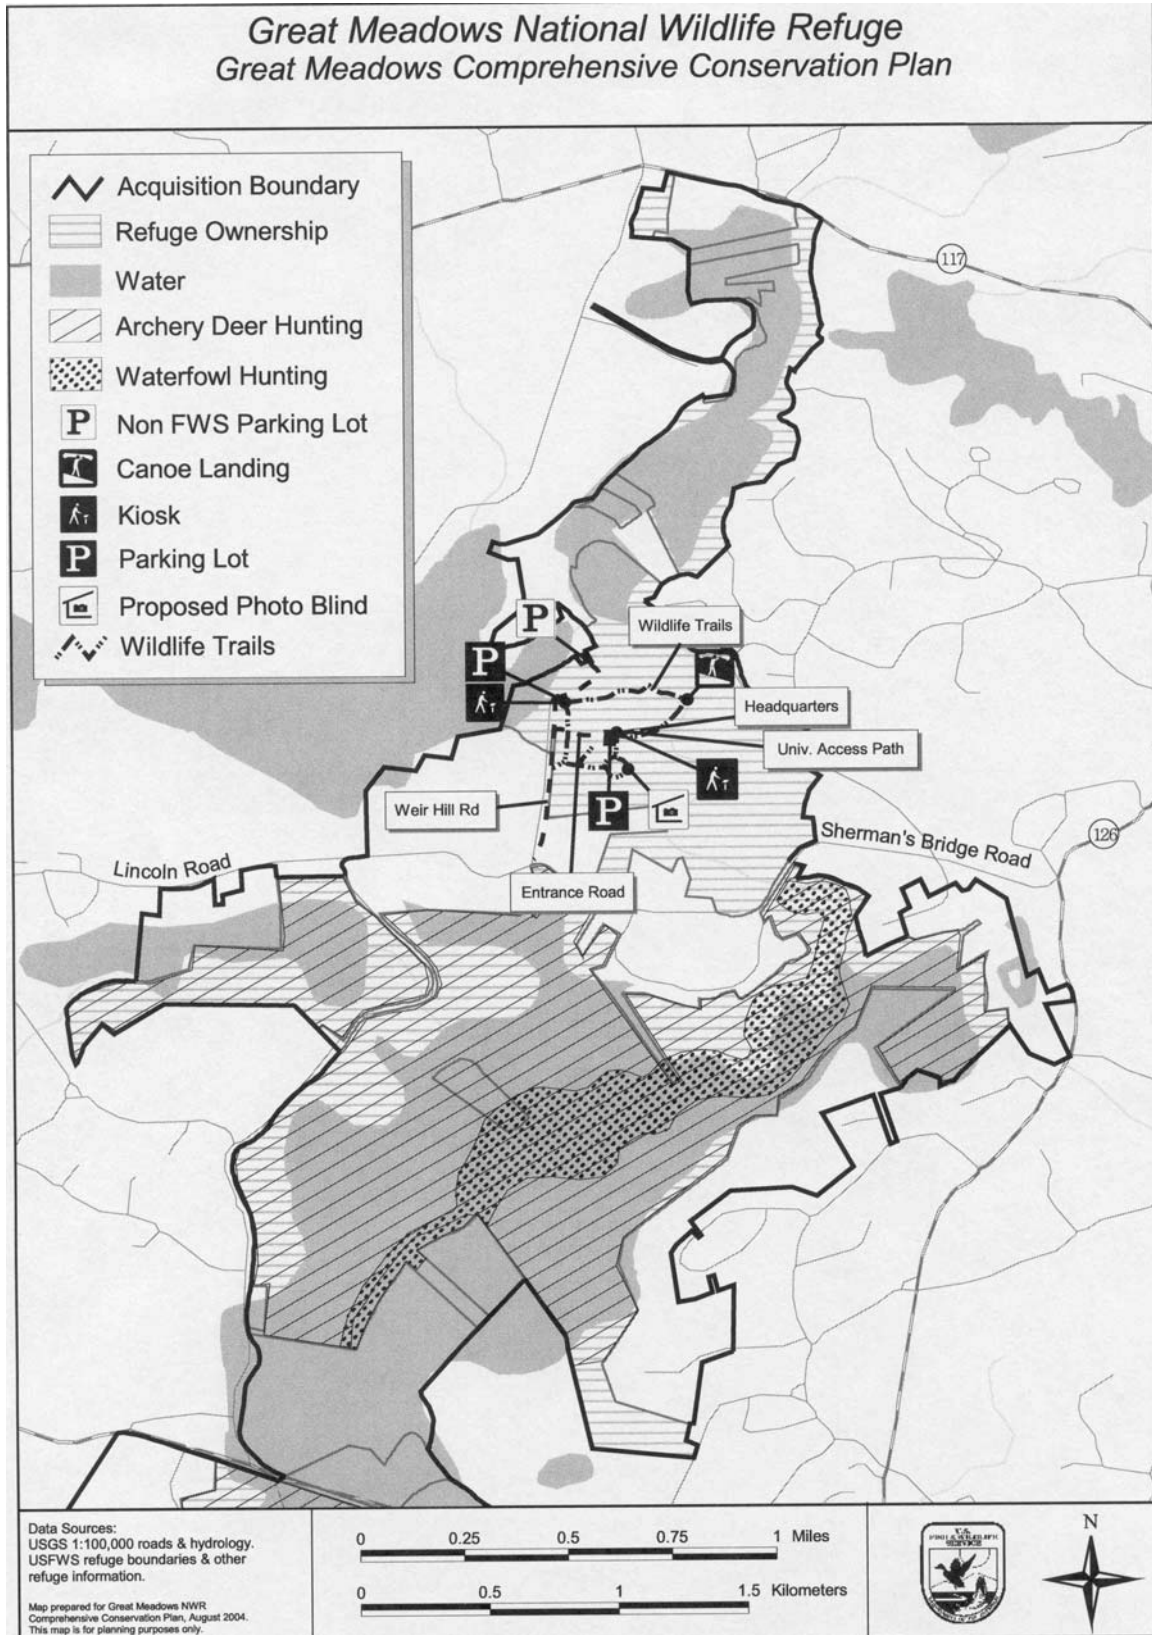 Great Meadows National Wildlife Refuge
Great Meadows Comprehensive Conservation Plan
Acquisition Boundary
Refuge Ownership
Water
Archery Deer Hunting
Waterfowl Hunting
P Non FWS Parking Lot
Canoe Landing
Kiosk
P Parking Lot
Proposed Photo Blind
Wildlife Trails
117
P
Wildlife Trails
P
Headquarters
Univ. Access Path
Weir Hill Rd
P
Sherman's Bridge Road
126
Lincoln Road
Entrance Road
Data Sources:
USGS 1:100,000 roads & hydrology.
USFWS refuge boundaries & other
refuge information.
Map prepared for Great Meadows NWR
Comprehensive Conservation Plan, August 2004.
This map is for planning purposes only.
0 0.25 0.5 0.75 1 Miles
0 0.5 1 1.5 Kilometers
U.S.
FISH & WILDLIFE
SERVICE
N